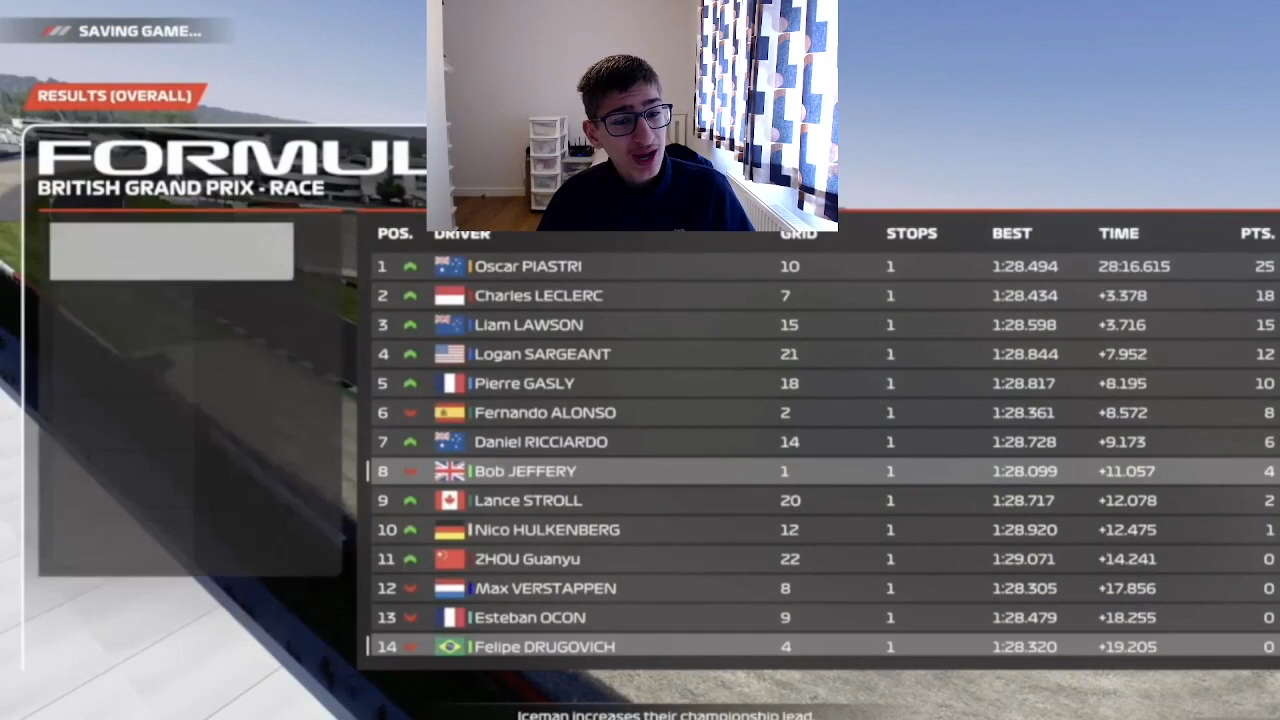 SAVING GAME...
RESULTS (OVERALL)
FORMUL
BRITISH GRAND PRIX - RACE
POS. DRIVER GRID STOPS BEST TIME PTS.
1 Oscar PIASTRI 10 1 1:28.494 28:16.615 25
2 Charles LECLERC 7 1 1:28.434 +3.378 18
3 Liam LAWSON 15 1 1:28.598 +3.716 15
4 Logan SARGEANT 21 1 1:28.844 +7.952 12
5 Pierre GASLY 18 1 1:28.817 +8.195 10
6 Fernando ALONSO 2 1 1:28.361 +8.572 8
7 Daniel RICCIARDO 14 1 1:28.728 +9.173 6
8 Bob JEFFERY 1 1 1:28.099 +11.057 4
9 Lance STROLL 20 1 1:28.717 +12.078 2
10 Nico HULKENBERG 12 1 1:28.920 +12.475 1
11 ZHOU Guanyu 22 1 1:29.071 +14.241 0
12 Max VERSTAPPEN 8 1 1:28.305 +17.856 0
13 Esteban OCON 9 1 1:28.479 +18.255 0
14 Felipe DRUGOVICH 4 1 1:28.320 +19.205 0
Iceman increases their championship lead.